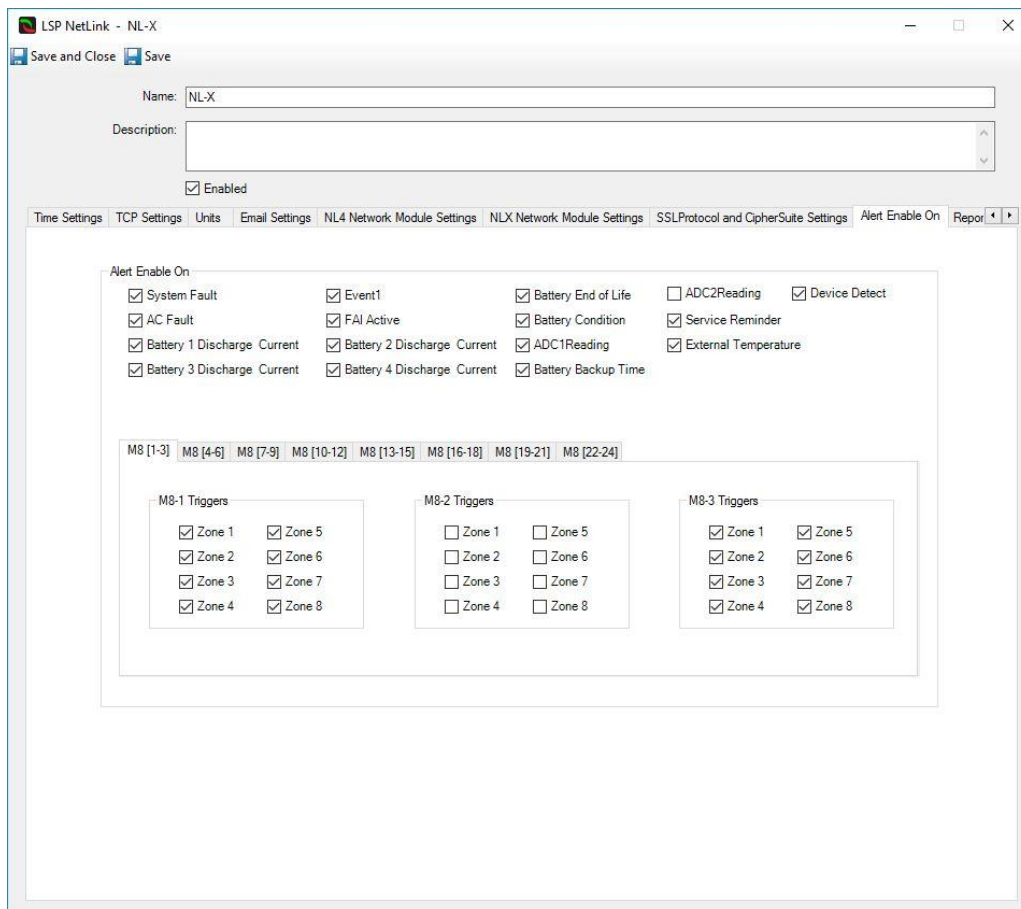 LSP NetLink - NL-X
Save and Close Save
Name: NL-X
Description:
Enabled
Time Settings TCP Settings Units Email Settings NL4 Network Module Settings NLX Network Module Settings SSLProtocol and CipherSuite Settings Alert Enable On Repor
Alert Enable On
System Fault Event1 Battery End of Life ADC2Reading Device Detect
AC Fault FAI Active Battery Condition Service Reminder
Battery 1 Discharge Current Battery 2 Discharge Current ADC1Reading External Temperature
Battery 3 Discharge Current Battery 4 Discharge Current Battery Backup Time
M8 [1-3] M8 [4-6] M8 [7-9] M8 [10-12] M8 [13-15] M8 [16-18] M8 [19-21] M8 [22-24]
M8-1 Triggers M8-2 Triggers M8-3 Triggers
Zone 1 Zone 5 Zone 1 Zone 5 Zone 1 Zone 5
Zone 2 Zone 6 Zone 2 Zone 6 Zone 2 Zone 6
Zone 3 Zone 7 Zone 3 Zone 7 Zone 3 Zone 7
Zone 4 Zone 8 Zone 4 Zone 8 Zone 4 Zone 8